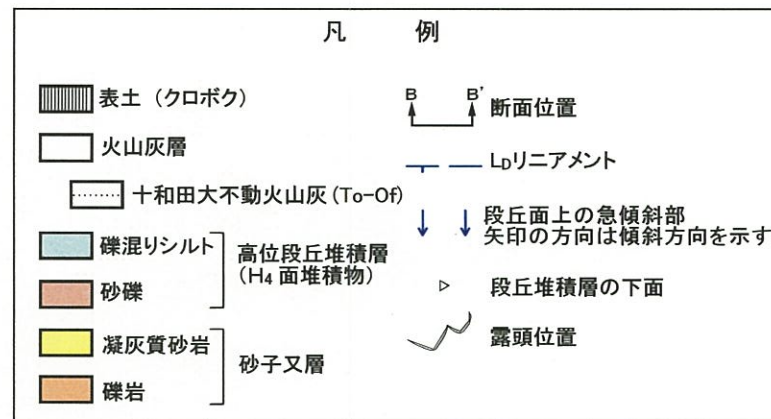 凡 例
表土（クロボク）
火山灰層
十和田大不動火山灰(To-Of)
礫混りシルト
砂礫
高位段丘堆積層
(H4 面堆積物)
凝灰質砂岩
礫岩
砂子又層
B B'
断面位置
LDリニアメント
段丘面上の急傾斜部
矢印の方向は傾斜方向を示す
段丘堆積層の下面
露頭位置